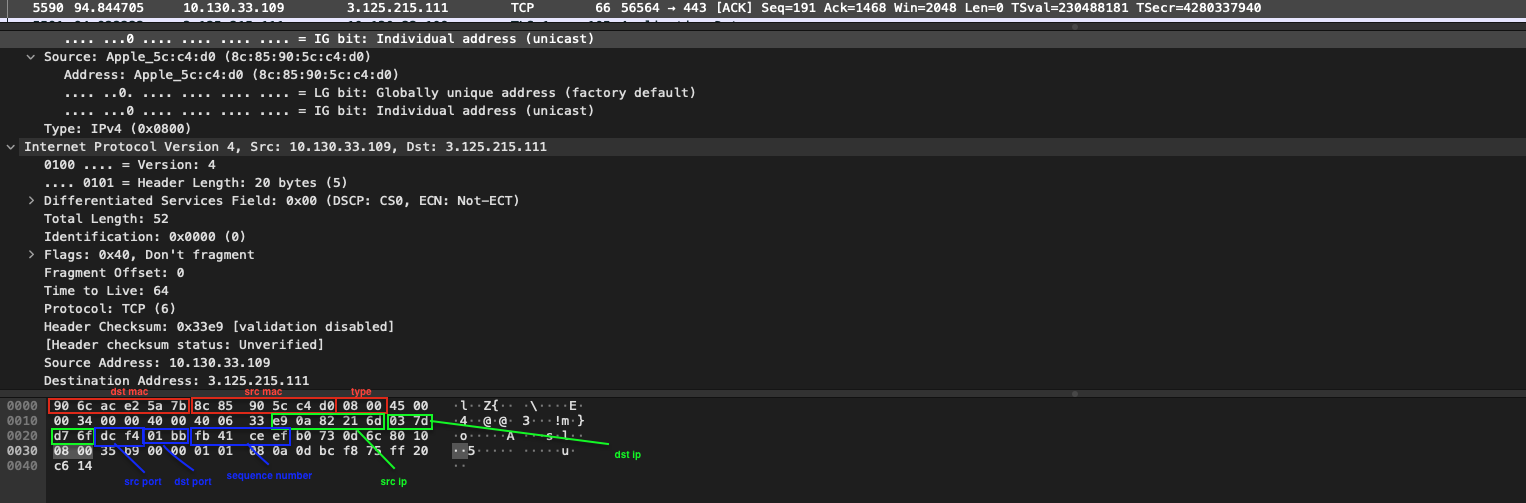 5590 94.844705 10.130.33.109 3.125.215.111 TCP 66 56564 → 443 [ACK] Seq=191 Ack=1468 Win=2048 Len=0 TSval=230488181 TSecr=4280337940
.... ...0 .... .... .... .... = IG bit: Individual address (unicast)
Source: Apple_5c:c4:d0 (8c:85:90:5c:c4:d0)
Address: Apple_5c:c4:d0 (8c:85:90:5c:c4:d0)
.... ..0. .... .... .... .... = LG bit: Globally unique address (factory default)
.... ...0 .... .... .... .... = IG bit: Individual address (unicast)
Type: IPv4 (0x0800)
Internet Protocol Version 4, Src: 10.130.33.109, Dst: 3.125.215.111
0100 .... = Version: 4
.... 0101 = Header Length: 20 bytes (5)
Differentiated Services Field: 0x00 (DSCP: CS0, ECN: Not-ECT)
Total Length: 52
Identification: 0x0000 (0)
Flags: 0x40, Don't fragment
Fragment Offset: 0
Time to Live: 64
Protocol: TCP (6)
Header Checksum: 0x33e9 [validation disabled]
[Header checksum status: Unverified]
Source Address: 10.130.33.109
Destination Address: 3.125.215.111
dst mac src mac type
0000 90 6c ac e2 5a 7b 8c 85 90 5c c4 d0 08 00 45 00 ·l··Z{·· ·\····E·
0010 00 34 00 00 40 00 40 06 33 e9 0a 82 21 6d 03 7d ·4··@·@· 3···!m·}
0020 d7 6f dc f4 01 bb fb 41 ce ef b0 73 0d 6c 80 10 ·o·····A ···s·l··
0030 08 00 35 69 00 00 01 01 08 0a 0d bc f8 75 ff 20
0040 c6 14 ··
dst ip
src port dst port sequence number src ip